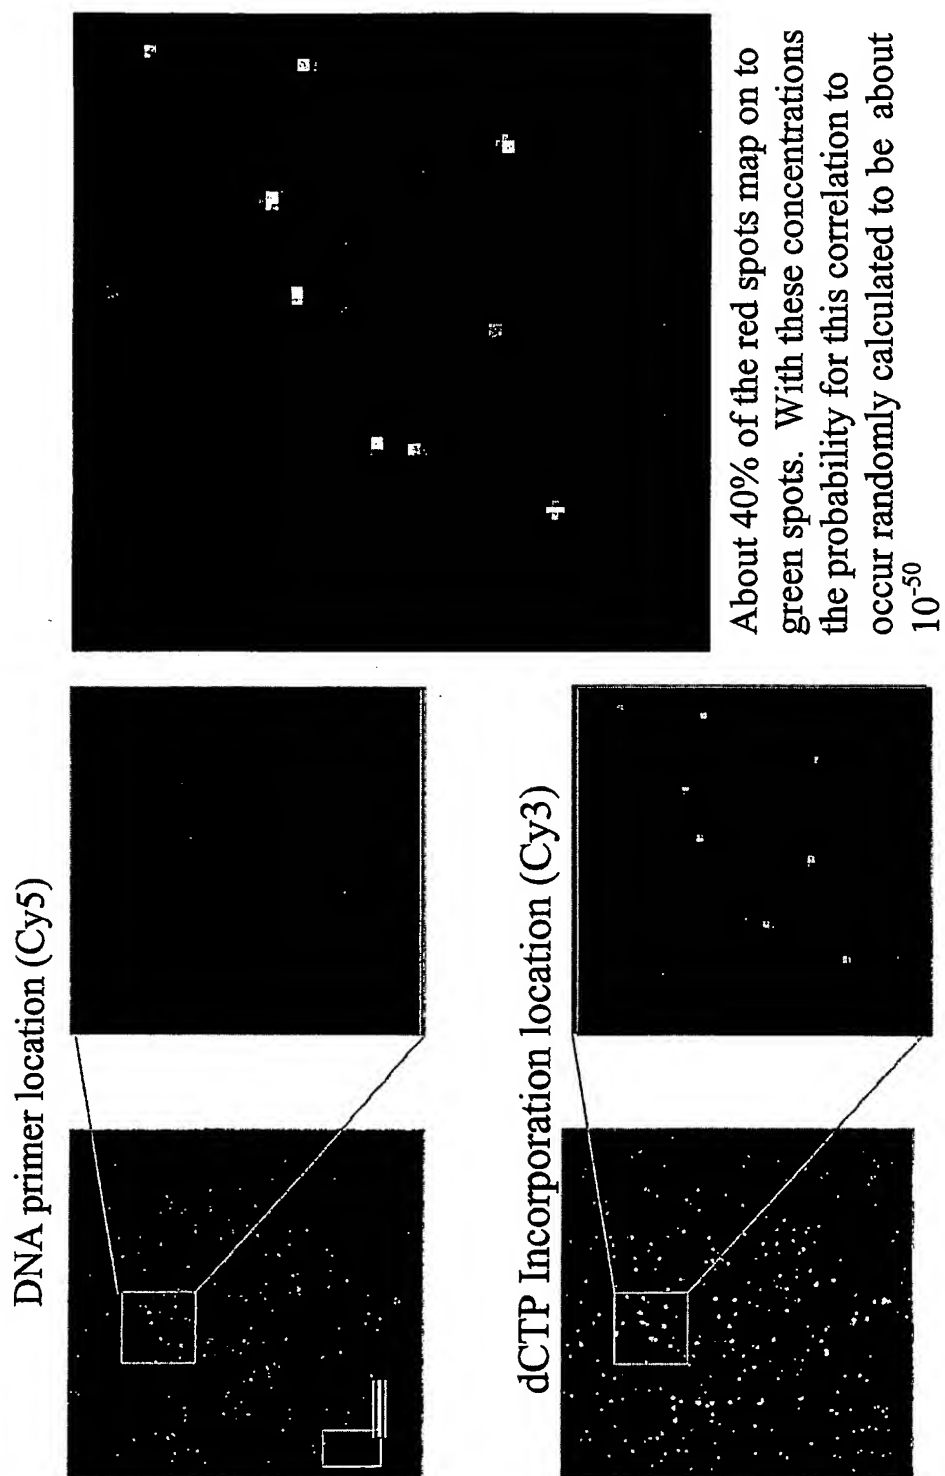 DNA primer location (Cy5)
dCTP Incorporation location (Cy3)
About 40% of the red spots map on to
green spots. With these concentrations
the probability for this correlation to
occur randomly calculated to be about
10⁻⁵⁰